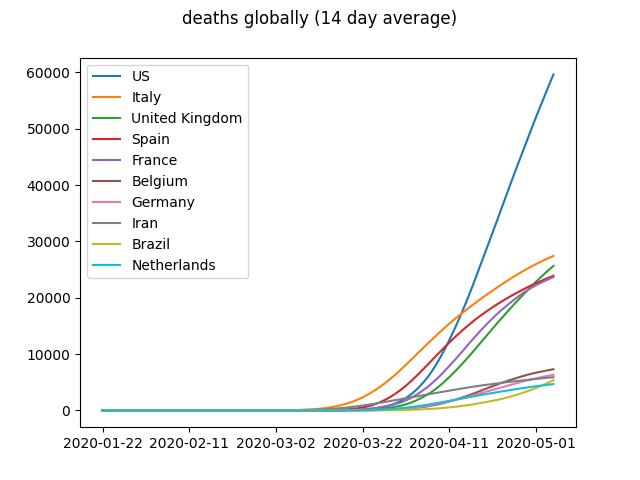 deaths globally (14 day average)
60000
50000
40000
30000
20000
10000
0
US
Italy
United Kingdom
Spain
France
Belgium
Germany
Iran
Brazil
Netherlands
2020-01-22 2020-02-11 2020-03-02 2020-03-22 2020-04-11 2020-05-01